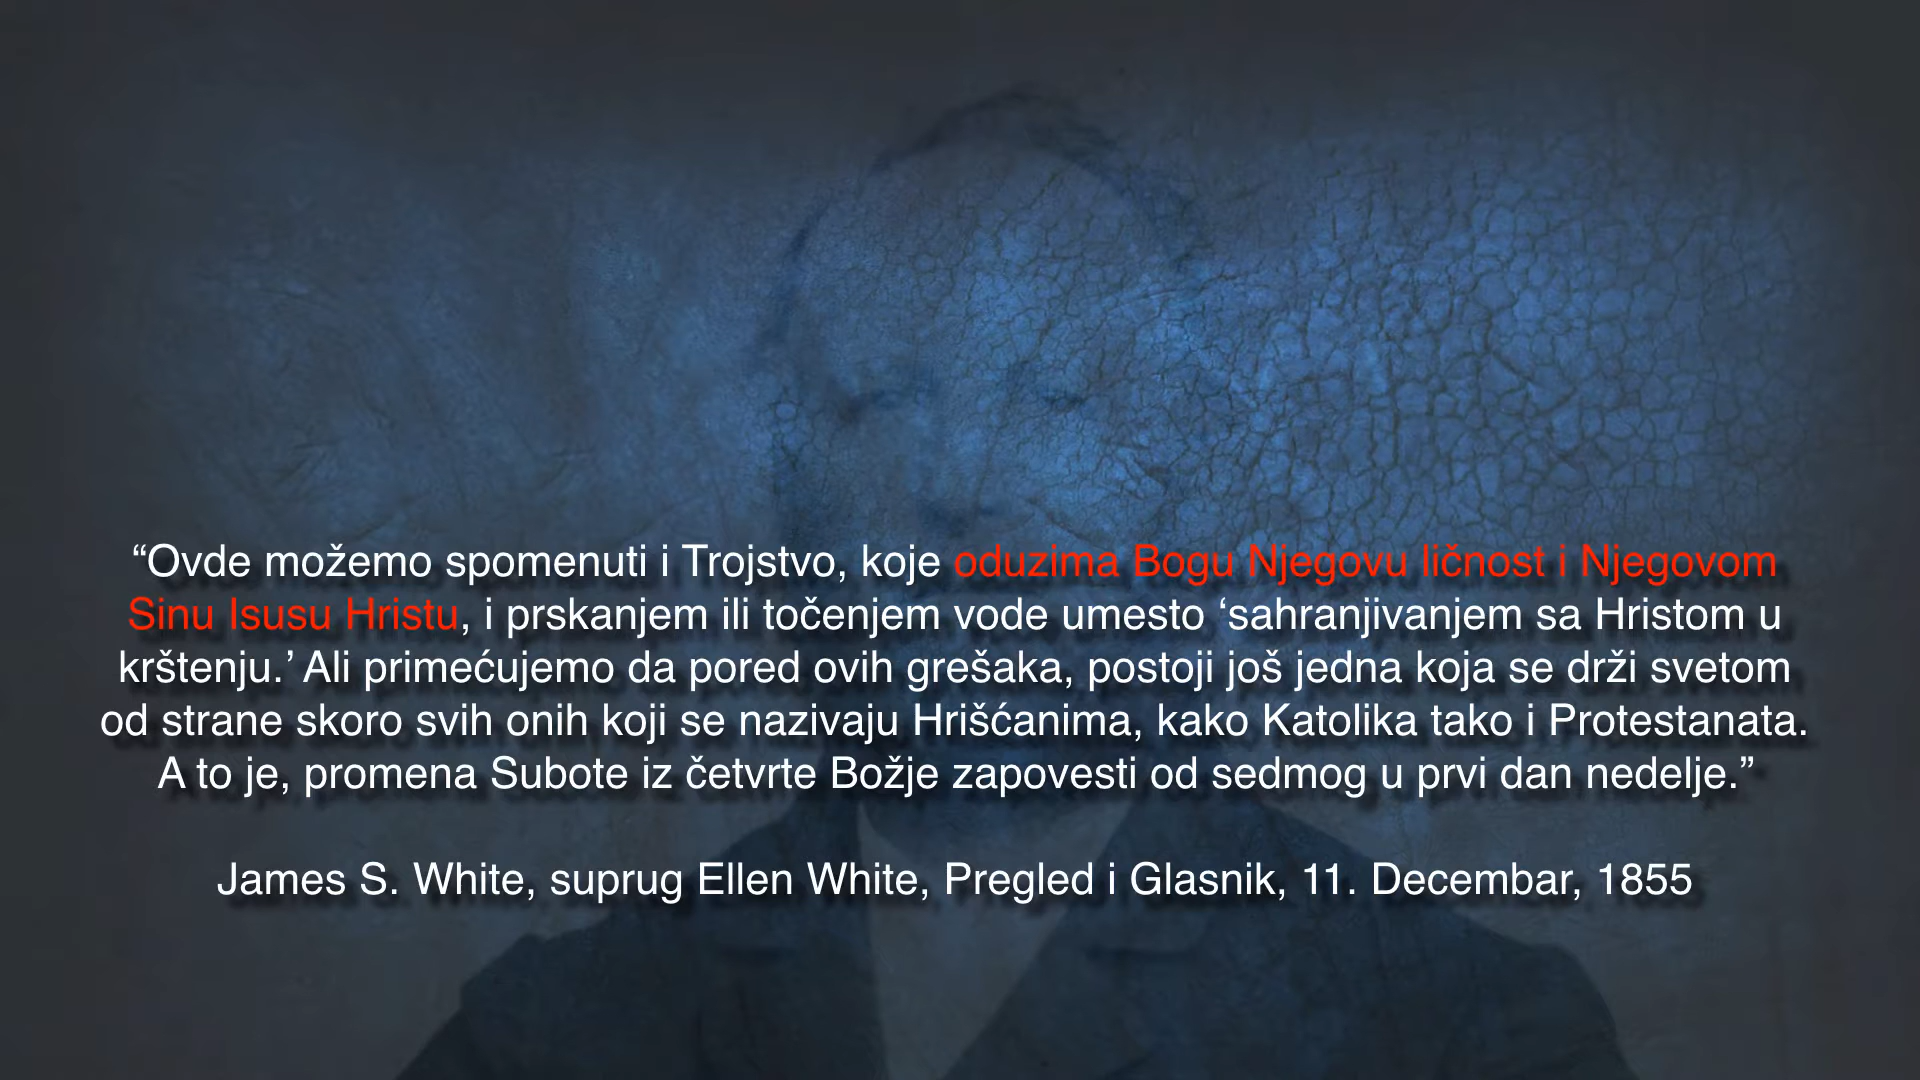 “Ovde možemo spomenuti i Trojstvo, koje oduzima Bogu Njegovu ličnost i Njegovom
Sinu Isusu Hristu, i prskanjem ili točenjem vode umesto ‘sahranjivanjem sa Hristom u
krštenju.’ Ali primećujemo da pored ovih grešaka, postoji još jedna koja se drži svetom
od strane skoro svih onih koji se nazivaju Hrišćanima, kako Katolika tako i Protestanata.
A to je, promena Subote iz četvrte Božje zapovesti od sedmog u prvi dan nedelje.”
James S. White, suprug Ellen White, Pregled i Glasnik, 11. Decembar, 1855